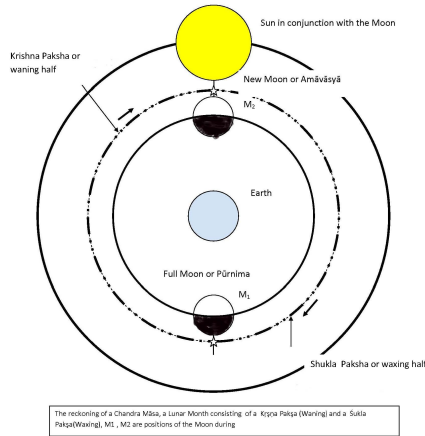 Sun in conjunction with the Moon
Krishna Paksha or
waning half
New Moon or Amāvāsyā
M2
Earth
Full Moon or Pūrnima
M1
Shukla Paksha or waxing half
The reckoning of a Chandra Māsa, a Lunar Month consisting of a Kṛṣṇa Pakṣa (Waning) and a Śukla
Pakṣa(Waxing), M1 , M2 are positions of the Moon during